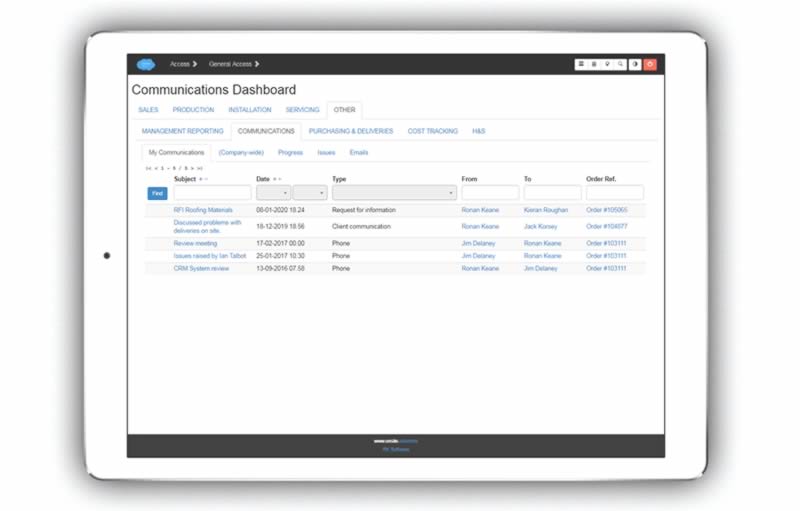 Access
General Access
Communications Dashboard
SALES PRODUCTION INSTALLATION SERVICING OTHER
MANAGEMENT REPORTING COMMUNICATIONS PURCHASING & DELIVERIES COST TRACKING H&S
My Communications (Company-wide) Progress Issues Emails
Subject Date Type From To Order Ref.
Find
RFI Roofing Materials 08-01-2020 18.24 Request for information Ronan Keane Kieran Roughan Order #105065
Discussed problems with 18-12-2019 18.56 Client communication Ronan Keane Jack Korsey Order #104877
deliveries on site.
Review meeting 17-02-2017 00.00 Phone Jim Delaney Ronan Keane Order #103111
Issues raised by Ian Talbot 25-01-2017 10.30 Phone Jim Delaney Ronan Keane Order #103111
CRM System review 13-09-2016 07.58 Phone Ronan Keane Jim Delaney Order #103111